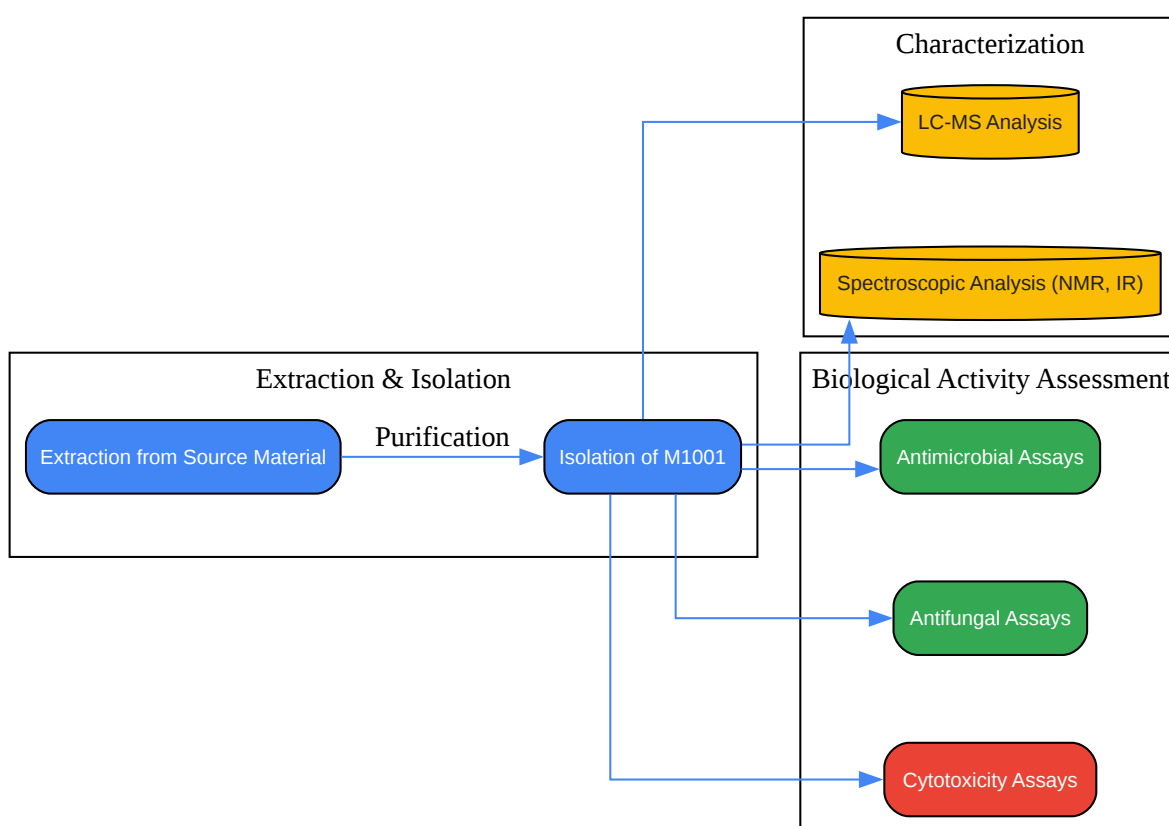 Characterization
LC-MS Analysis
Spectroscopic Analysis (NMR, IR)
Extraction & Isolation
Extraction from Source Material
Purification
Isolation of M1001
Biological Activity Assessment
Antimicrobial Assays
Antifungal Assays
Cytotoxicity Assays